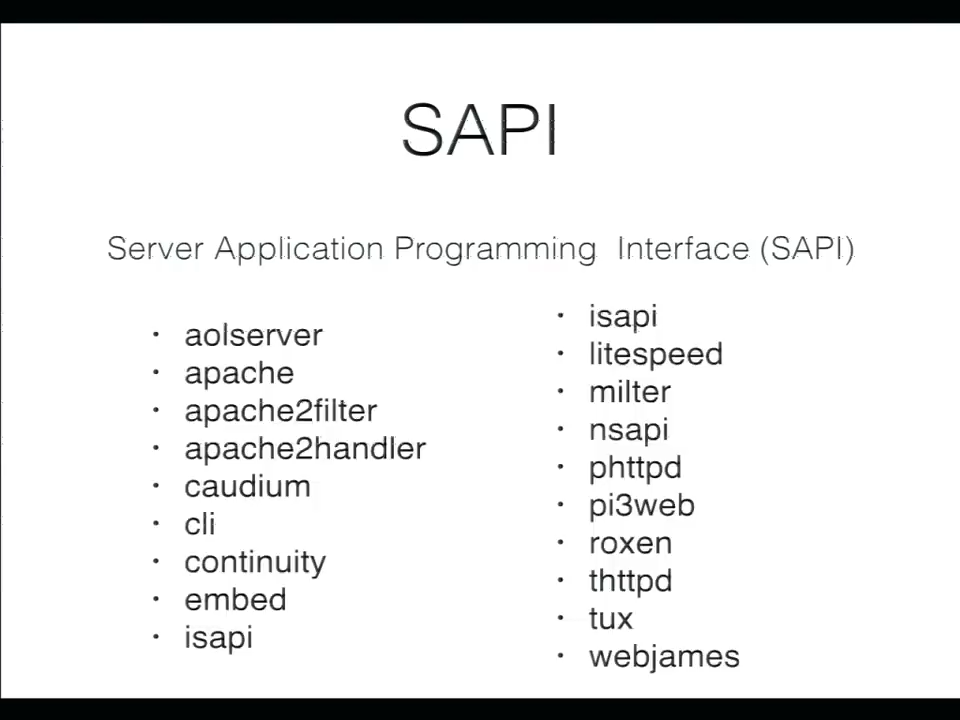 SAPI
Server Application Programming Interface (SAPI)
• aolserver
• apache
• apache2filter
• apache2handler
• caudium
• cli
• continuity
• embed
• isapi
• isapi
• litespeed
• milter
• nsapi
• phttpd
• pi3web
• roxen
• thttpd
• tux
• webjames